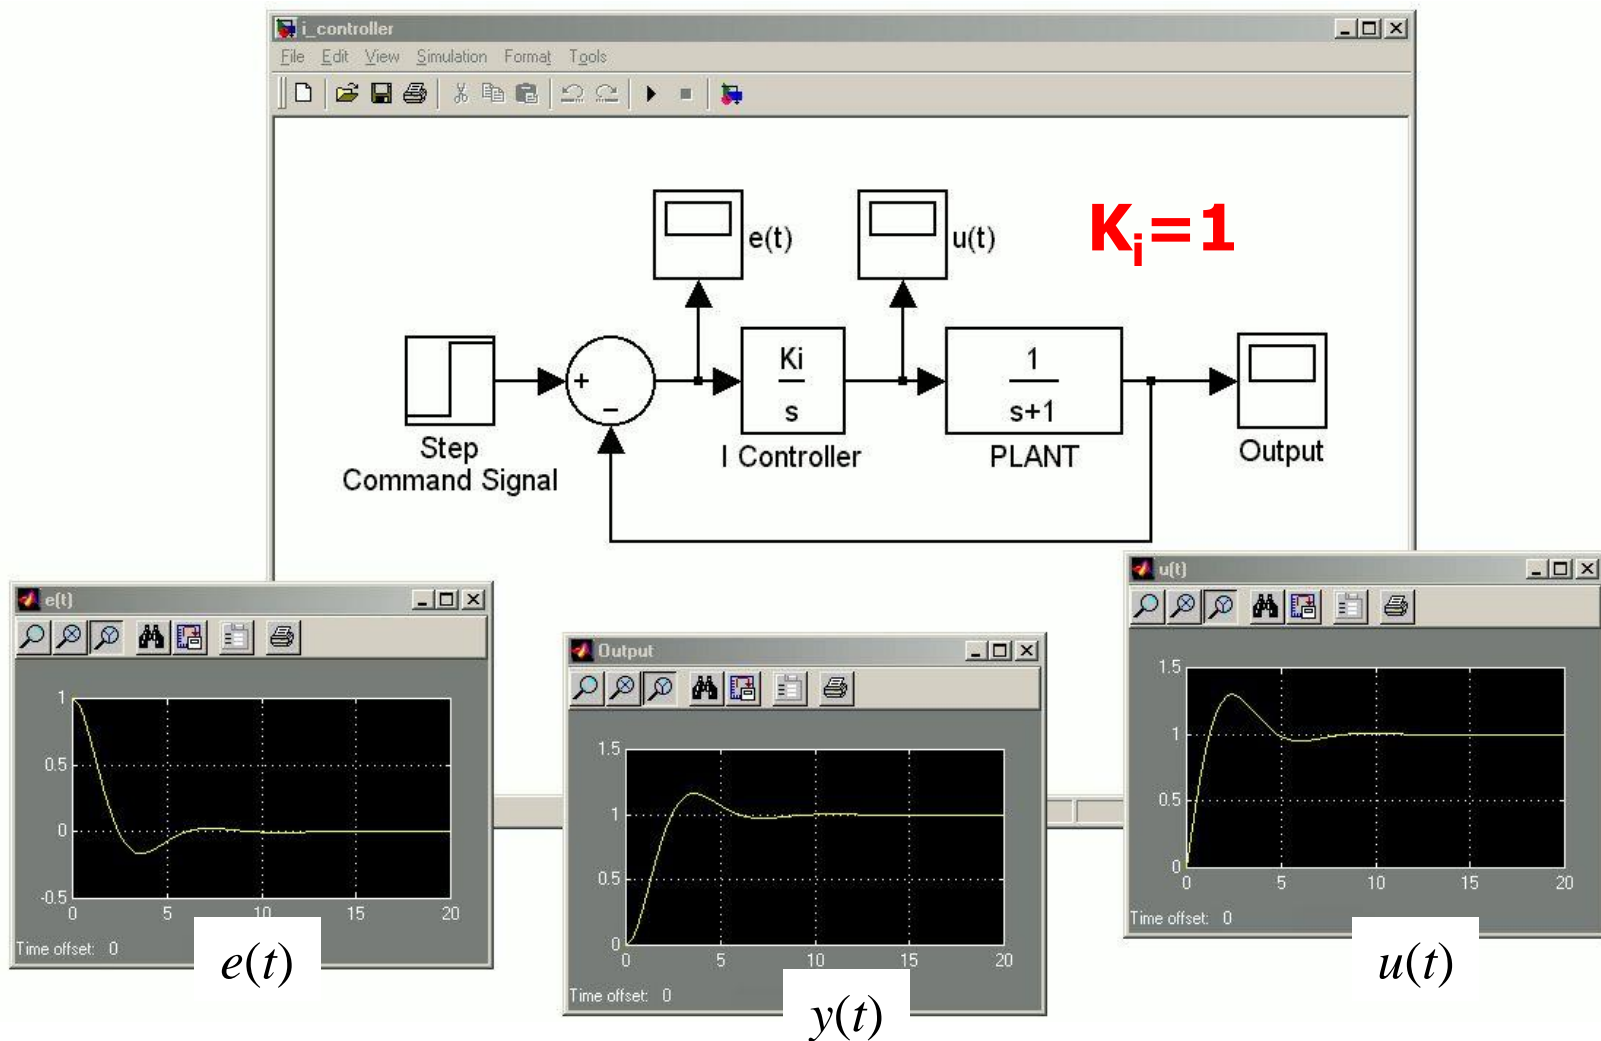 i_controller
File Edit View Simulation Format Tools
e(t)
u(t)
Ki=1
+
−
Ki
s
1
s+1
Step
Command Signal
I Controller
PLANT
Output
e(t)
1
0.5
0
-0.5
0 5 10 15 20
Time offset: 0
e(t)
Output
1.5
1
0.5
0
0 5 10 15 20
Time offset: 0
y(t)
u(t)
1.5
1
0.5
0
0 5 10 15 20
Time offset: 0
u(t)